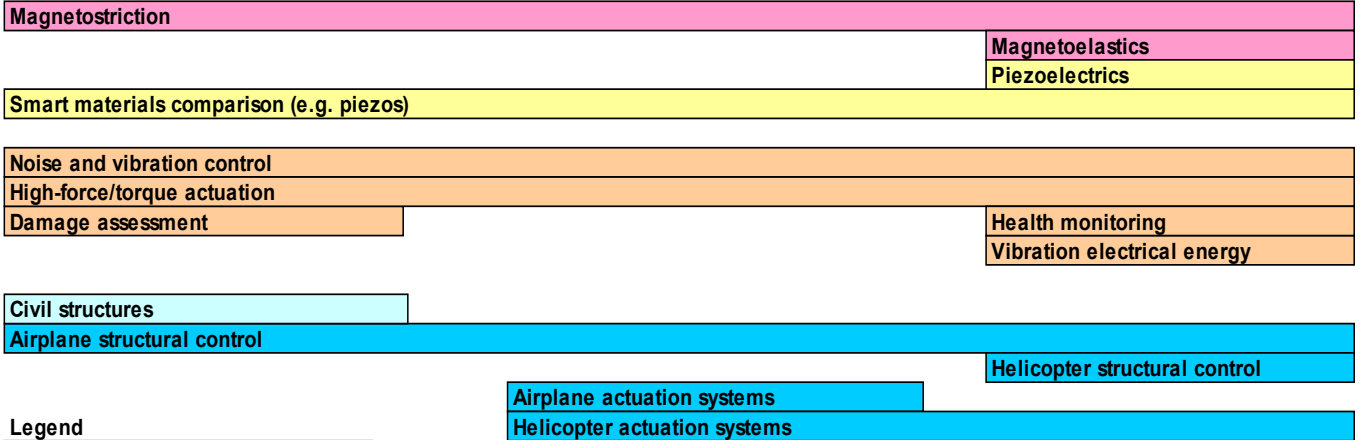 Magnetostriction
Magnetoelastics
Piezoelectrics
Smart materials comparison (e.g. piezos)
Noise and vibration control
High-force/torque actuation
Damage assessment Health monitoring
Vibration electrical energy
Civil structures
Airplane structural control
Helicopter structural control
Airplane actuation systems
Legend Helicopter actuation systems